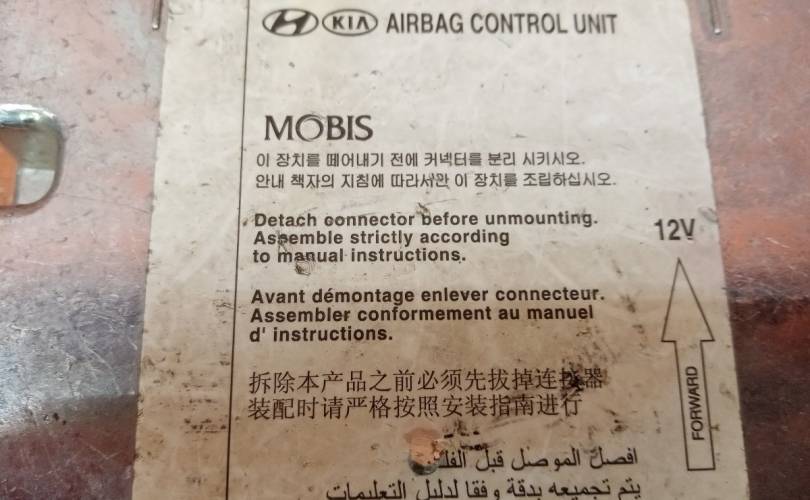 HYUNDAI KIA AIRBAG CONTROL UNIT
MOBIS
이 장치를 떼어내기 전에 커넥터를 분리 시키시오.
안내 책자의 지침에 따라서만 이 장치를 조립하십시오.
Detach connector before unmounting.
Assemble strictly according
to manual instructions.
12V
Avant démontage enlever connecteur.
Assembler conformement au manuel
d' instructions.
FORWARD
拆除本产品之前必须先拔掉连接器
装配时请严格按照安装指南进行
افصل الموصل قبل الفك
يتم تجميعه بدقة وفقا لدليل التعليمات